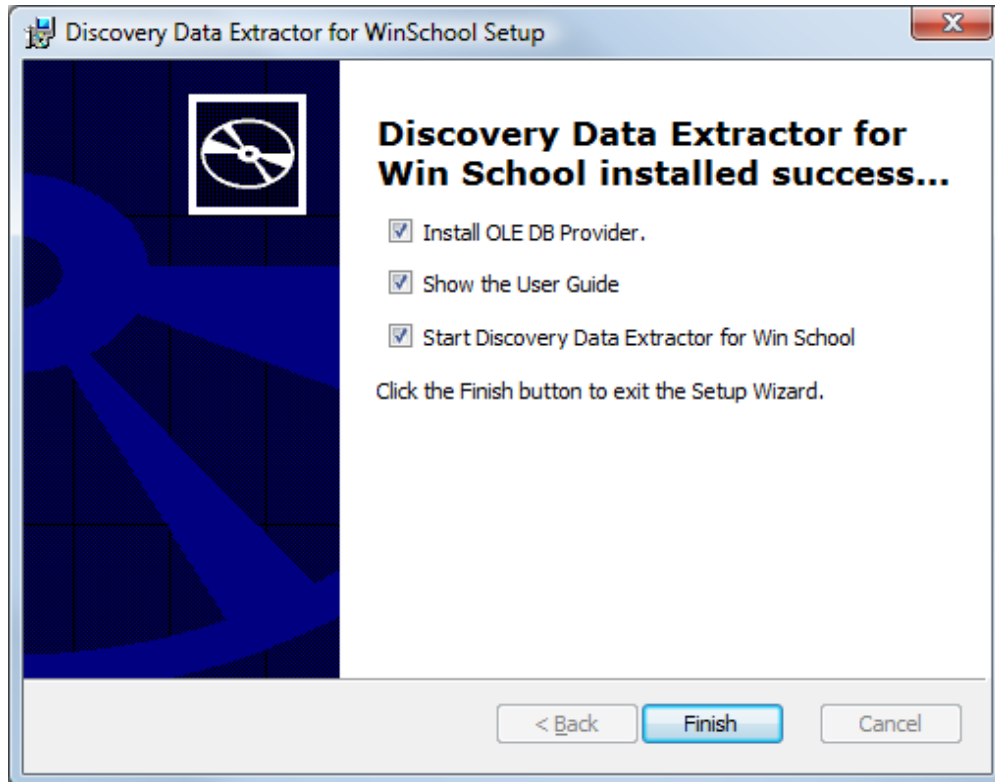 Discovery Data Extractor for WinSchool Setup
Discovery Data Extractor for
Win School installed success...
Install OLE DB Provider.
Show the User Guide
Start Discovery Data Extractor for Win School
Click the Finish button to exit the Setup Wizard.
< Back
Finish
Cancel